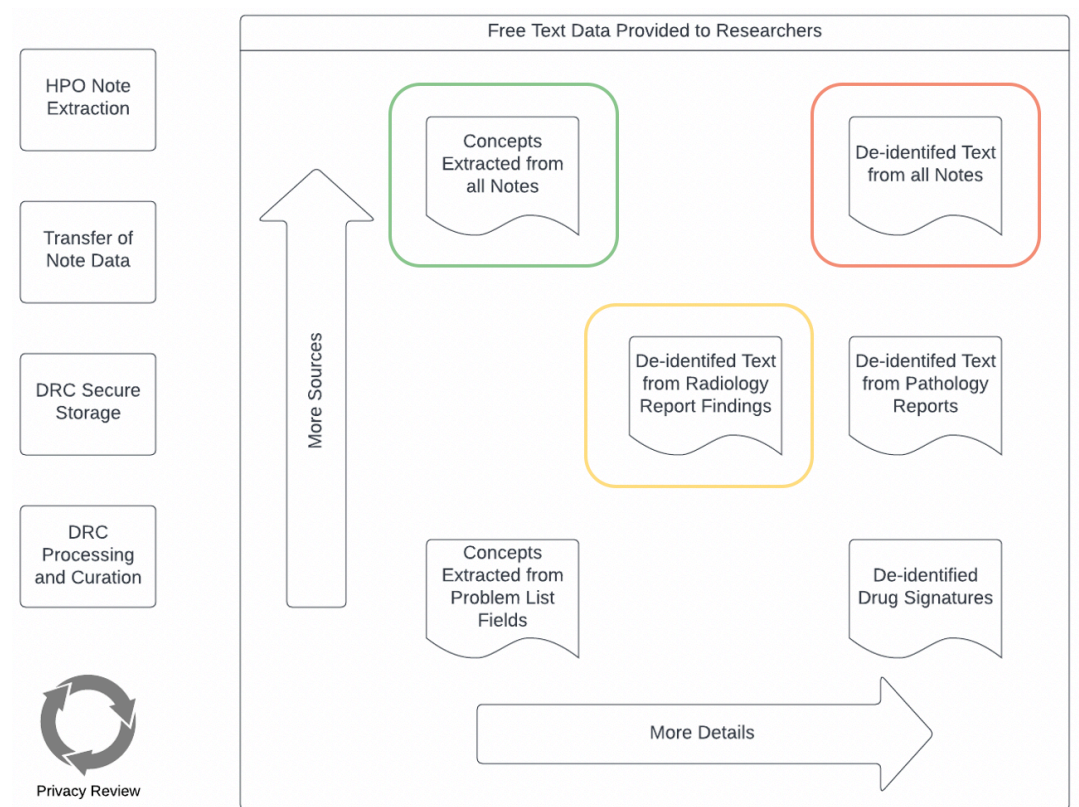 Free Text Data Provided to Researchers
HPO Note
Extraction
Transfer of
Note Data
DRC Secure
Storage
DRC
Processing
and Curation
Privacy Review
More Sources
Concepts
Extracted from
all Notes
De-identifed Text
from all Notes
De-identifed Text
from Radiology
Report Findings
De-identifed Text
from Pathology
Reports
Concepts
Extracted from
Problem List
Fields
De-identified
Drug Signatures
More Details